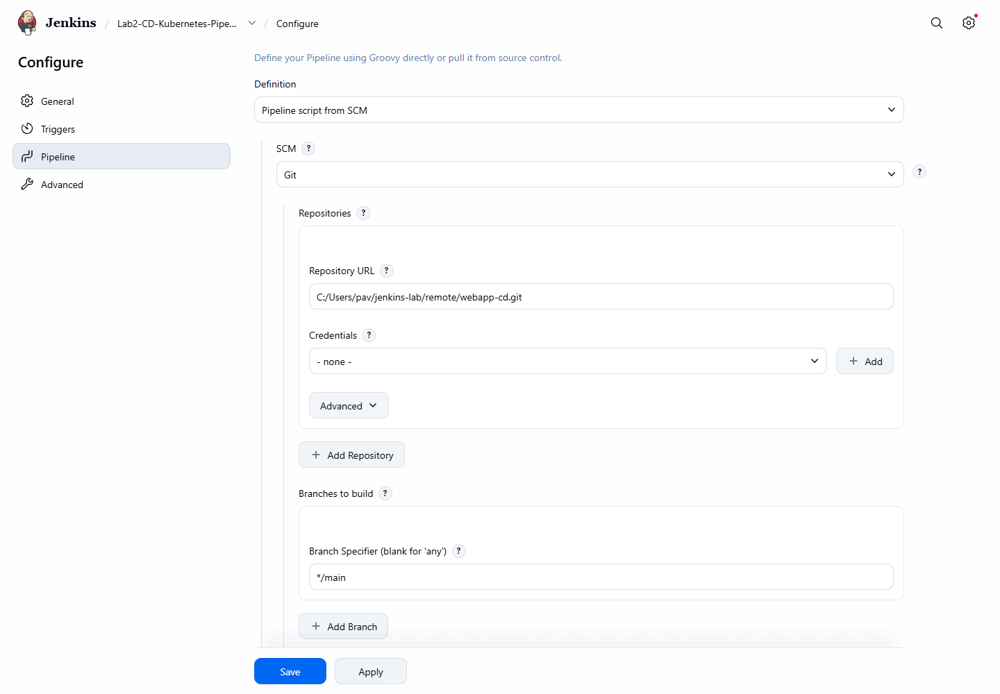 Jenkins / Lab2-CD-Kubernetes-Pipe... / Configure
Configure
General
Triggers
Pipeline
Advanced
Define your Pipeline using Groovy directly or pull it from source control.
Definition
Pipeline script from SCM
SCM ?
Git
?
Repositories ?
Repository URL ?
C:/Users/pav/jenkins-lab/remote/webapp-cd.git
Credentials ?
- none -
+ Add
Advanced
+ Add Repository
Branches to build ?
Branch Specifier (blank for 'any') ?
*/main
+ Add Branch
Save
Apply